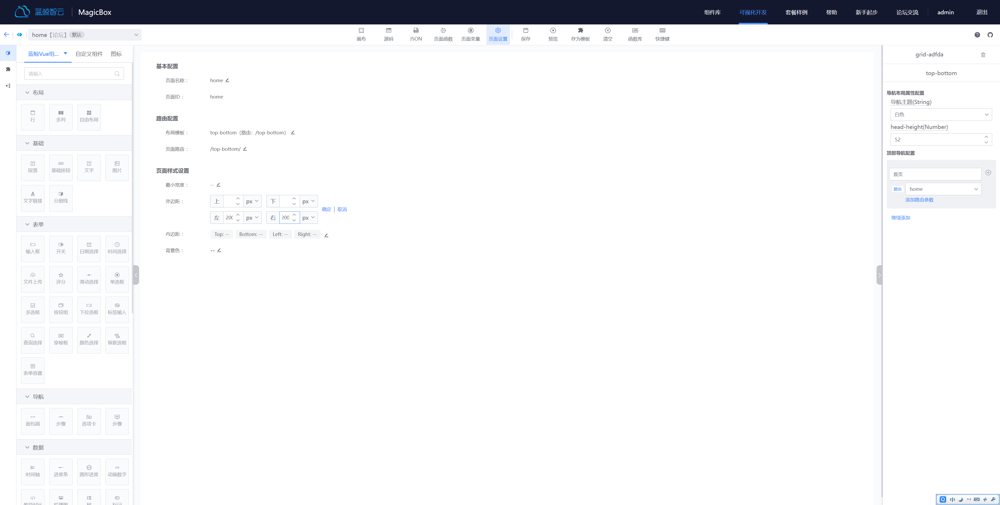 蓝鲸智云 MagicBox 组件库 可视化开发 套餐样例 帮助 新手起步 论坛交流 admin 退出
home【论坛】 默认 画布 源码 JSON 页面函数 页面变量 页面设置 保存 预览 存为模板 清空 函数库 快捷键
蓝鲸Vue组... 自定义组件 图标
请输入
布局
行 多列 自由布局
基础
段落 基础按钮 文字 图片
文字链接 分割线
表单
输入框 开关 日期选择 时间选择
文件上传 评分 滑动选择 单选框
多选框 按钮组 下拉选框 标签输入
查询选择 穿梭框 颜色选择 级联选框
表单容器
导航
面包屑 步骤 选项卡 步骤
数据
时间轴 进度条 圆形进度 动画数字
差异对比 轮播图 树 标记
基本配置
页面名称： home
页面ID： home
路由配置
布局模板： top-bottom（路由：/top-bottom）
页面路由： /top-bottom/
页面样式设置
最小宽度： --
外边距： 上 px 下 px
左 200 px 右 200 px
确定 | 取消
内边距： Top: -- Bottom: -- Left: -- Right: --
背景色： --
grid-adfda
top-bottom
导航布局属性配置
导航主题(String)
白色
head-height(Number)
52
顶部导航配置
首页
路由 home
添加路由参数
继续添加
中